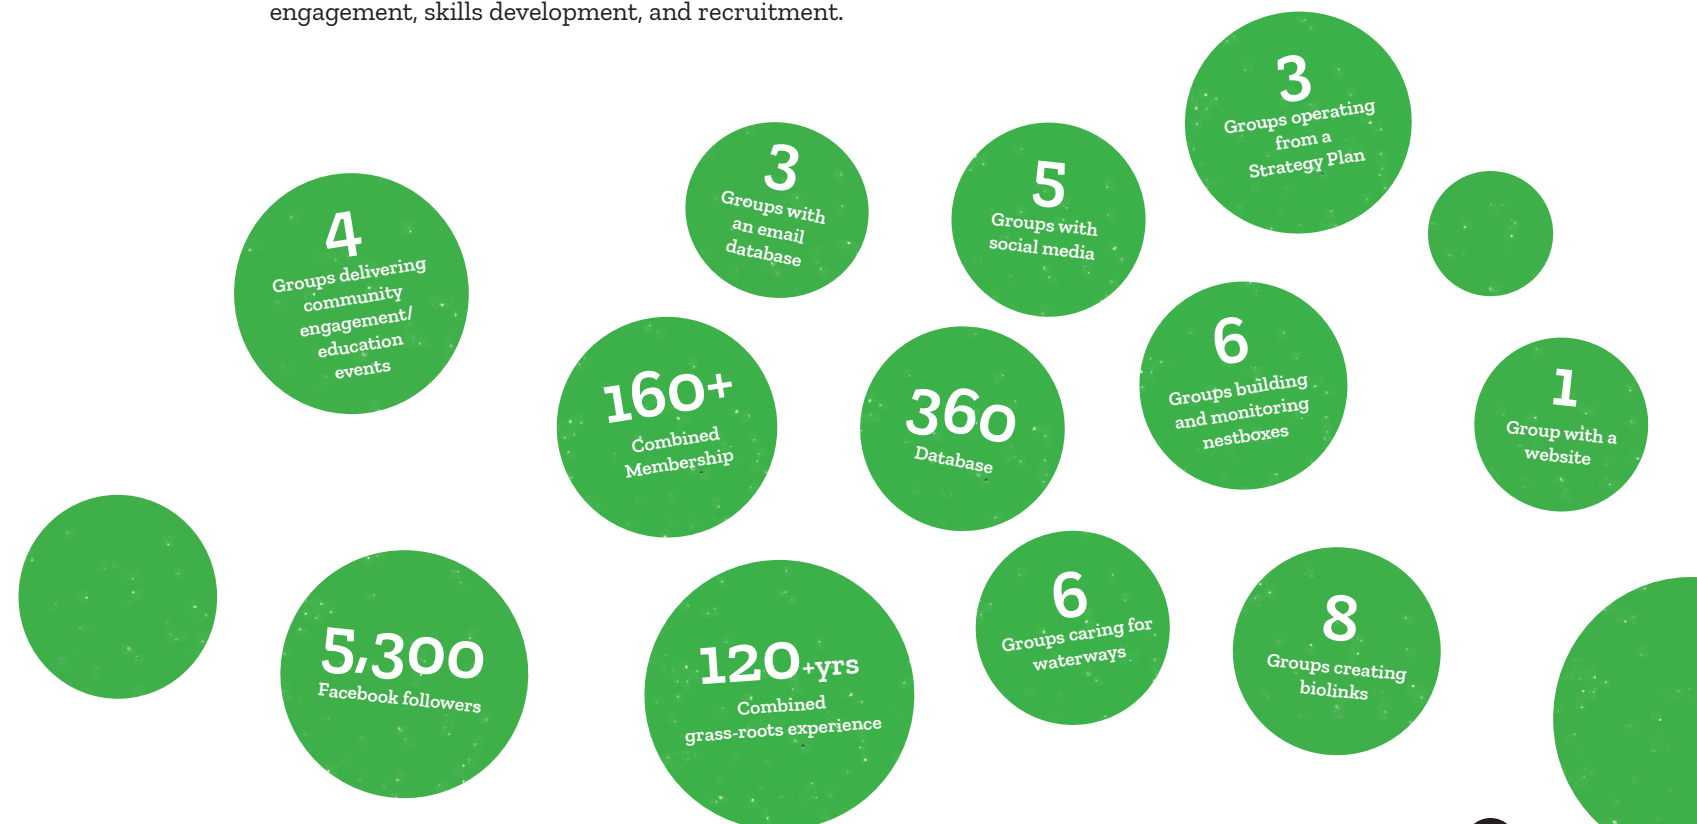 engagement, skills development, and recruitment.
3
Groups operating
from a
Strategy Plan
3
Groups with
an email
database
5
Groups with
social media
4
Groups delivering
community
engagement/
education
events
160+
Combined
Membership
360
Database
6
Groups building
and monitoring
nestboxes
1
Group with a
website
5,300
Facebook followers
120+yrs
Combined
grass-roots experience
6
Groups caring for
waterways
8
Groups creating
biolinks